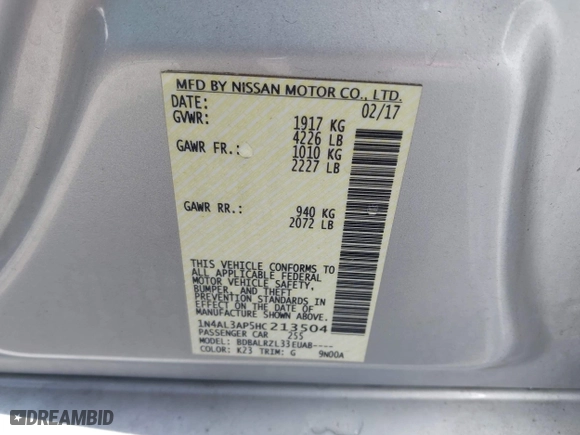 MFD BY NISSAN MOTOR CO., LTD.
DATE: 02/17
GVWR: 1917 KG
4226 LB
GAWR FR.: 1010 KG
2227 LB
GAWR RR.: 940 KG
2072 LB
THIS VEHICLE CONFORMS TO
ALL APPLICABLE FEDERAL
MOTOR VEHICLE SAFETY,
BUMPER, AND THEFT
PREVENTION STANDARDS
IN EFFECT ON THE DATE OF
MANUFACTURE SHOWN ABOVE.
1N4AL3AP5HC213504
PASSENGER CAR 255
MODEL: BDBALRZL33EUAB----
COLOR: K23 TRIM: G 9N00A
DREAMBID